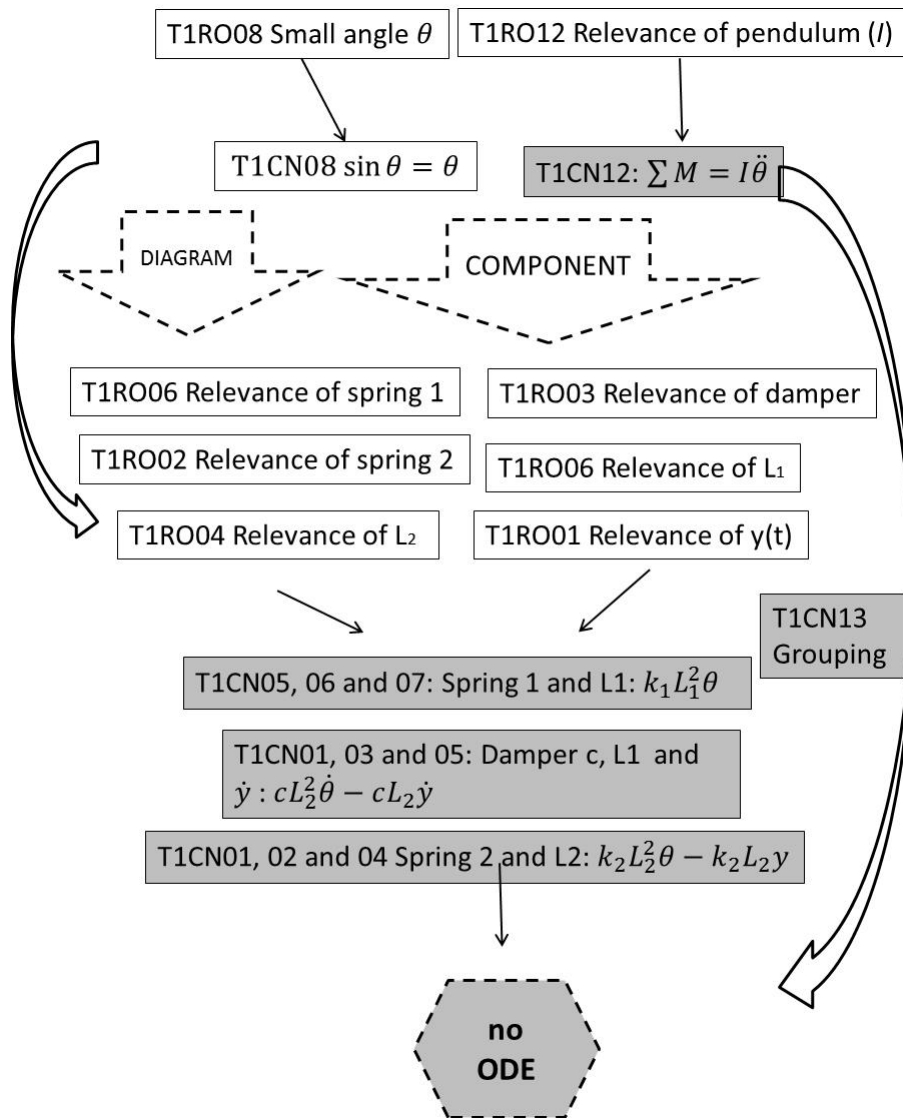 T1RO08 Small angle θ
T1RO12 Relevance of pendulum (I)
T1CN08 sin θ = θ
T1CN12: ∑ M = Iθ̈
DIAGRAM
COMPONENT
T1RO06 Relevance of spring 1
T1RO03 Relevance of damper
T1RO02 Relevance of spring 2
T1RO06 Relevance of L₁
T1RO04 Relevance of L₂
T1RO01 Relevance of y(t)
T1CN13
Grouping
T1CN05, 06 and 07: Spring 1 and L1: k₁L₁²θ
T1CN01, 03 and 05: Damper c, L1 and
ẏ : cL₂²θ̇ − cL₂ẏ
T1CN01, 02 and 04 Spring 2 and L2: k₂L₂²θ − k₂L₂y
no
ODE